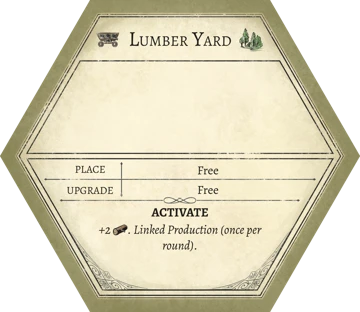 Lumber Yard
PLACE Free
UPGRADE Free
ACTIVATE
+2 . Linked Production (once per
round).